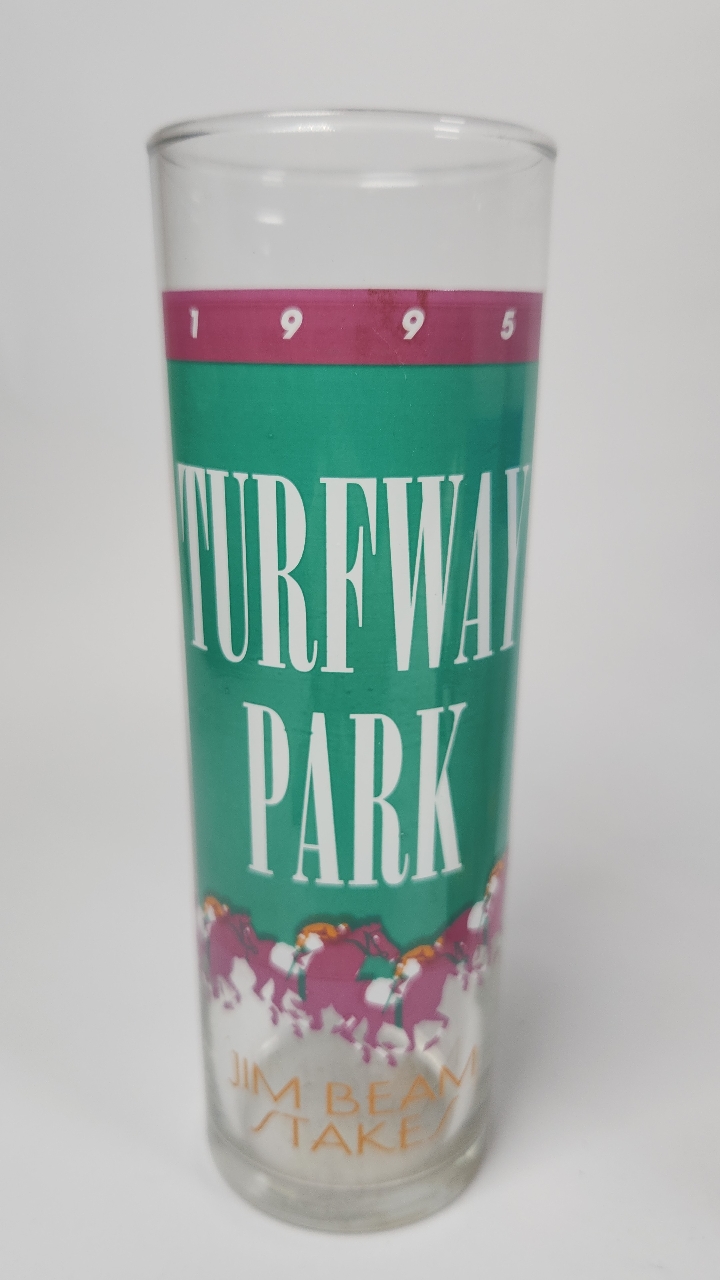 1 9 9 5
TURFWAY
PARK
JIM BEAM
STAKES